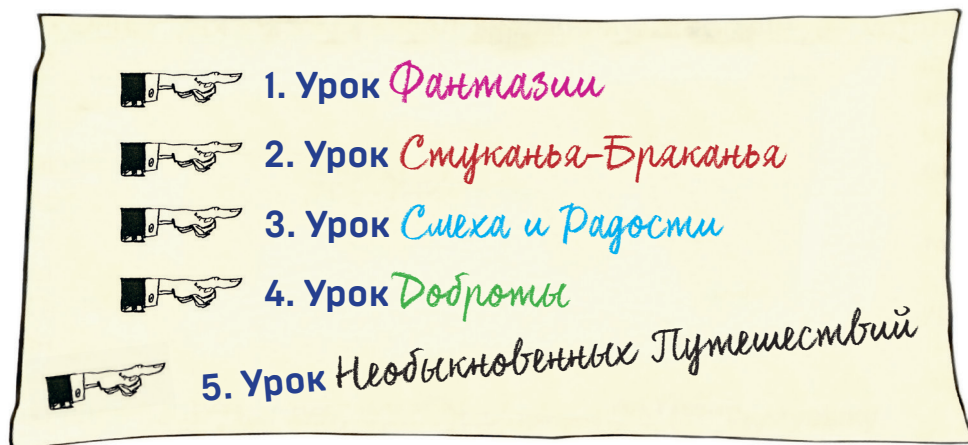 1. Урок Фантазии
2. Урок Стуканья-Бряканья
3. Урок Смеха и Радости
4. Урок Доброты
5. Урок Необыкновенных Путешествий